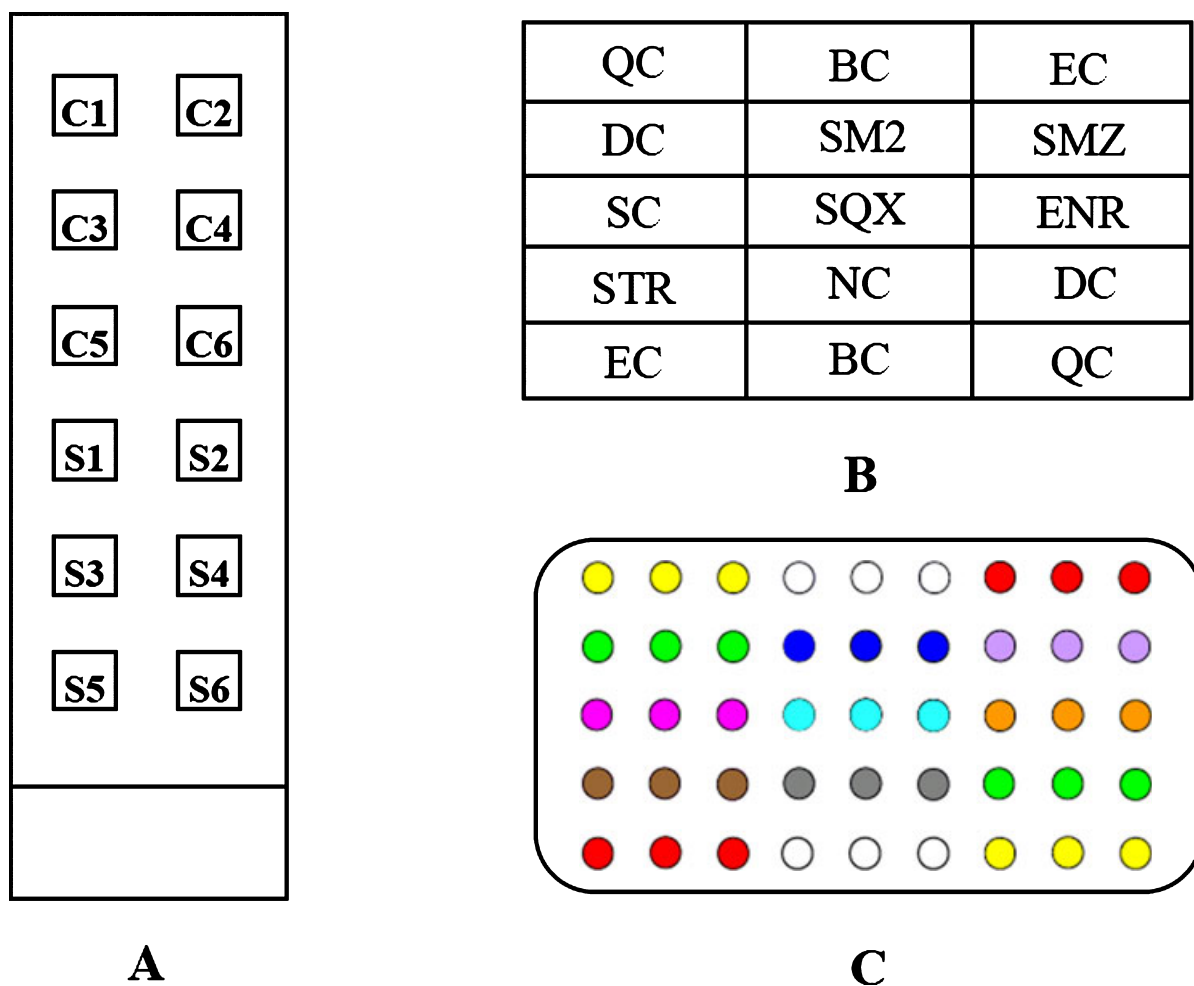 C1 C2
C3 C4
C5 C6
S1 S2
S3 S4
S5 S6
A
QC BC EC
DC SM2 SMZ
SC SQX ENR
STR NC DC
EC BC QC
B
C